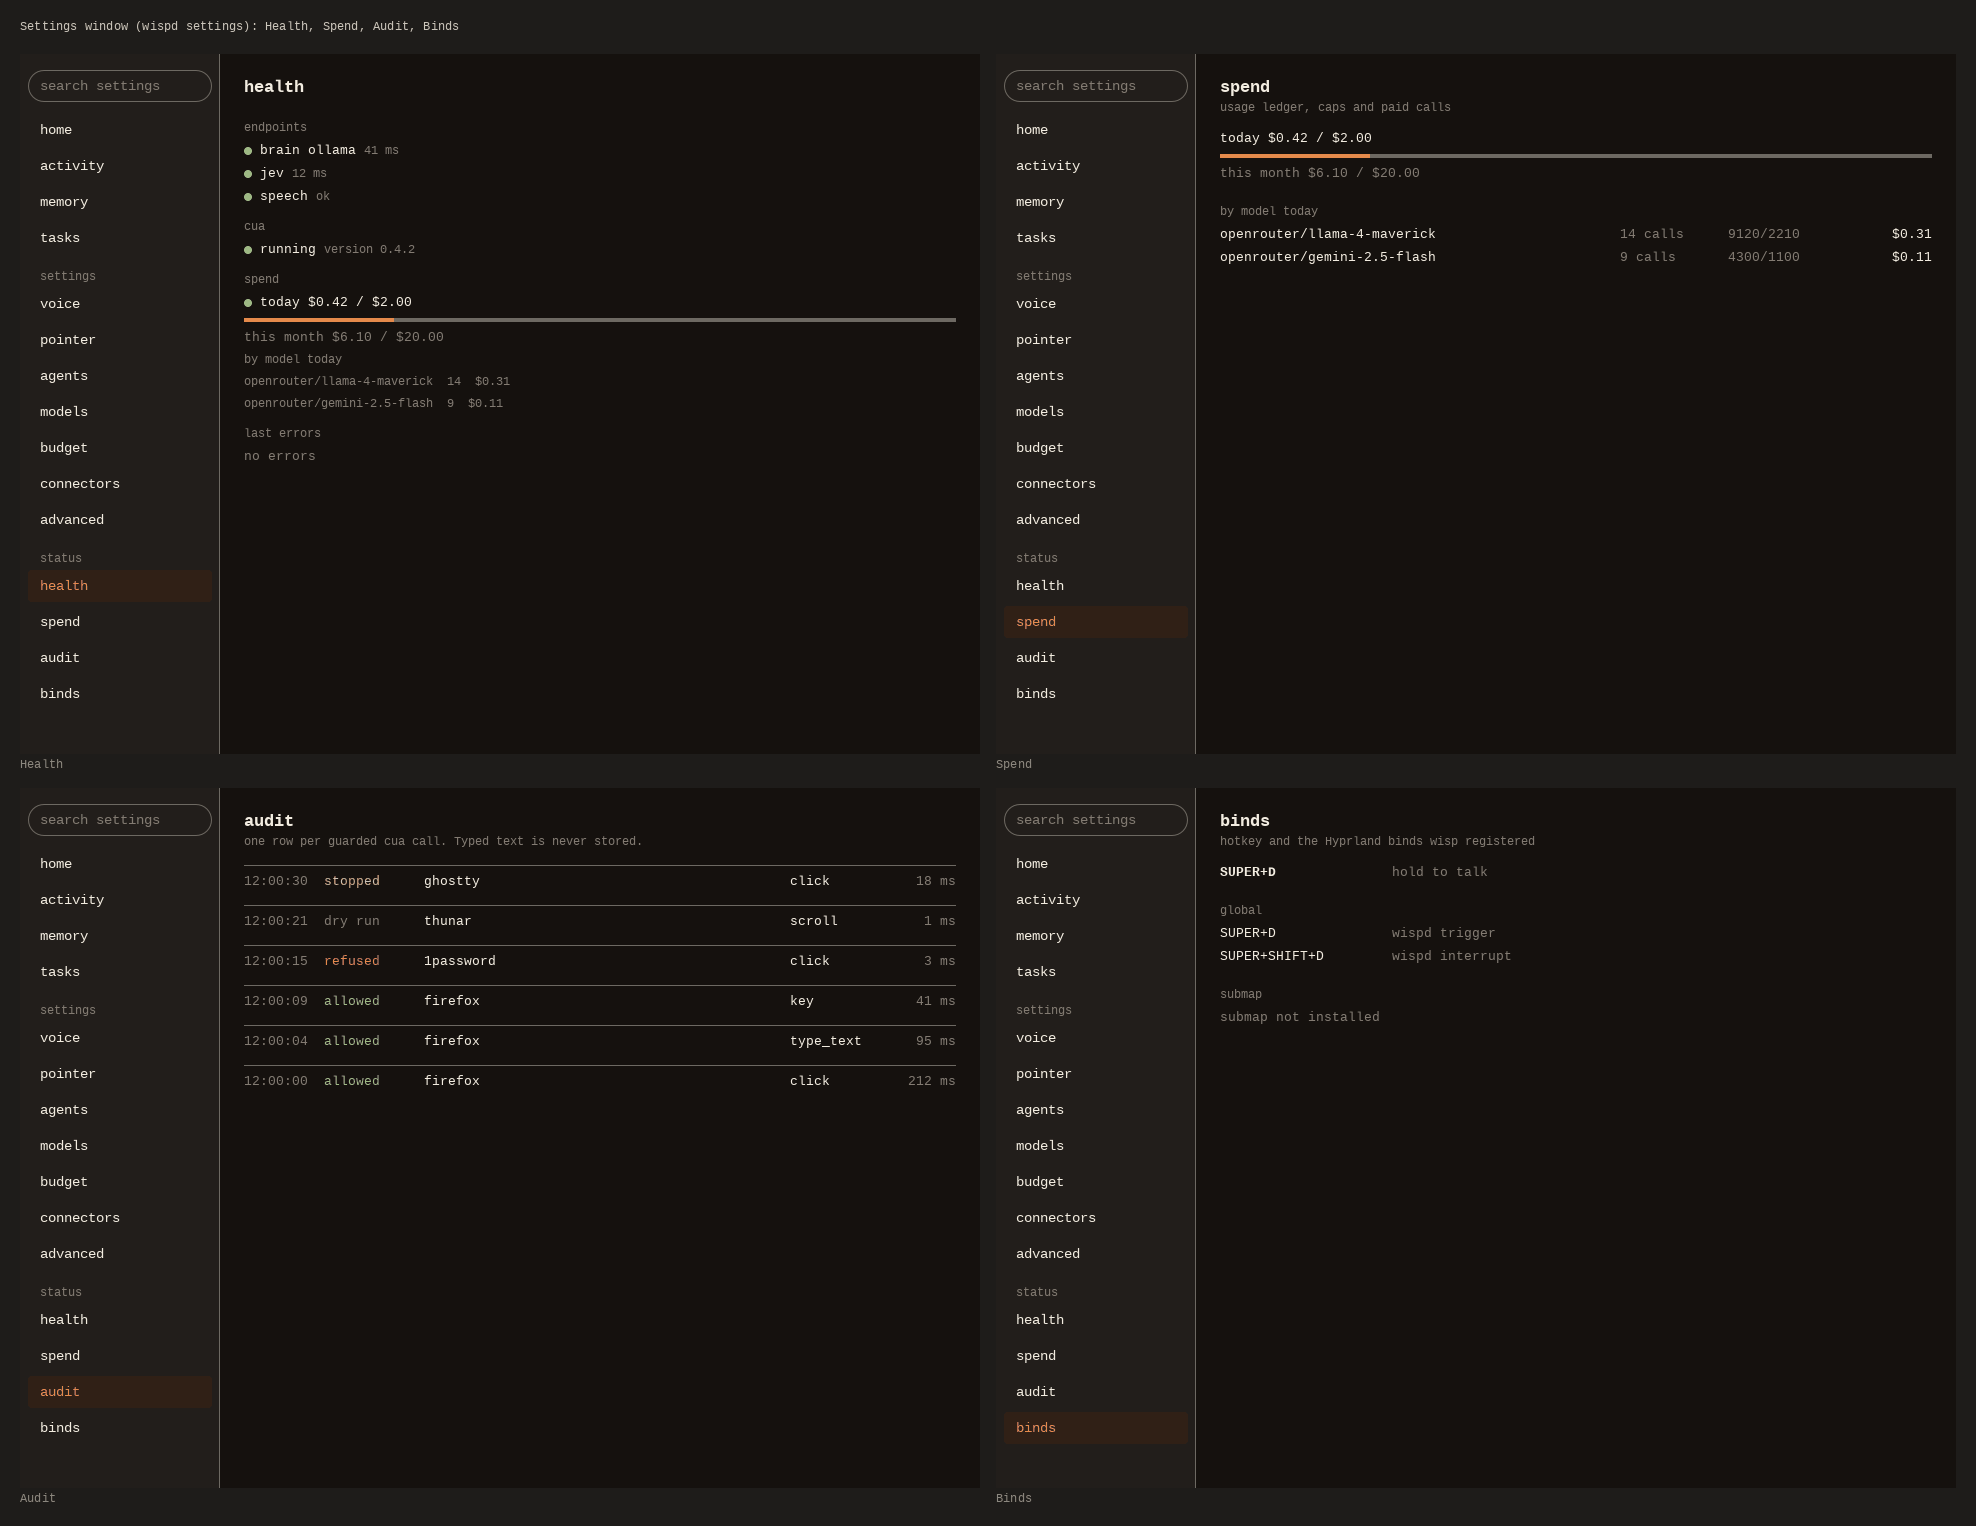 Settings window (wispd settings): Health, Spend, Audit, Binds
search settings
home
activity
memory
tasks
settings
voice
pointer
agents
models
budget
connectors
advanced
status
health
spend
audit
binds
health
endpoints
brain ollama 41 ms
jev 12 ms
speech ok
cua
running version 0.4.2
spend
today $0.42 / $2.00
this month $6.10 / $20.00
by model today
openrouter/llama-4-maverick 14 $0.31
openrouter/gemini-2.5-flash 9 $0.11
last errors
no errors
Health
search settings
home
activity
memory
tasks
settings
voice
pointer
agents
models
budget
connectors
advanced
status
health
spend
audit
binds
spend
usage ledger, caps and paid calls
today $0.42 / $2.00
this month $6.10 / $20.00
by model today
openrouter/llama-4-maverick 14 calls 9120/2210 $0.31
openrouter/gemini-2.5-flash 9 calls 4300/1100 $0.11
Spend
search settings
home
activity
memory
tasks
settings
voice
pointer
agents
models
budget
connectors
advanced
status
health
spend
audit
binds
audit
one row per guarded cua call. Typed text is never stored.
12:00:30 stopped ghostty click 18 ms
12:00:21 dry run thunar scroll 1 ms
12:00:15 refused 1password click 3 ms
12:00:09 allowed firefox key 41 ms
12:00:04 allowed firefox type_text 95 ms
12:00:00 allowed firefox click 212 ms
Audit
search settings
home
activity
memory
tasks
settings
voice
pointer
agents
models
budget
connectors
advanced
status
health
spend
audit
binds
binds
hotkey and the Hyprland binds wisp registered
SUPER+D hold to talk
global
SUPER+D wispd trigger
SUPER+SHIFT+D wispd interrupt
submap
submap not installed
Binds